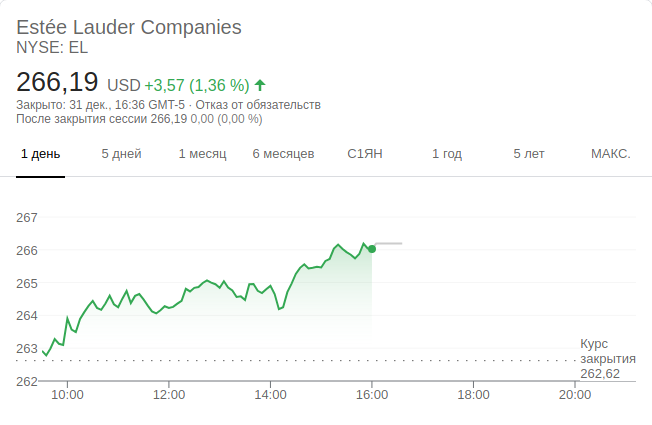 Estée Lauder Companies
NYSE: EL
266,19 USD +3,57 (1,36 %)
Закрыто: 31 дек., 16:36 GMT-5 · Отказ от обязательств
После закрытия сессии 266,19 0,00 (0,00 %)
1 день 5 дней 1 месяц 6 месяцев С1ЯН 1 год 5 лет МАКС.
267
266
265
264
263
262
Курс
закрытия
262,62
10:00 12:00 14:00 16:00 18:00 20:00